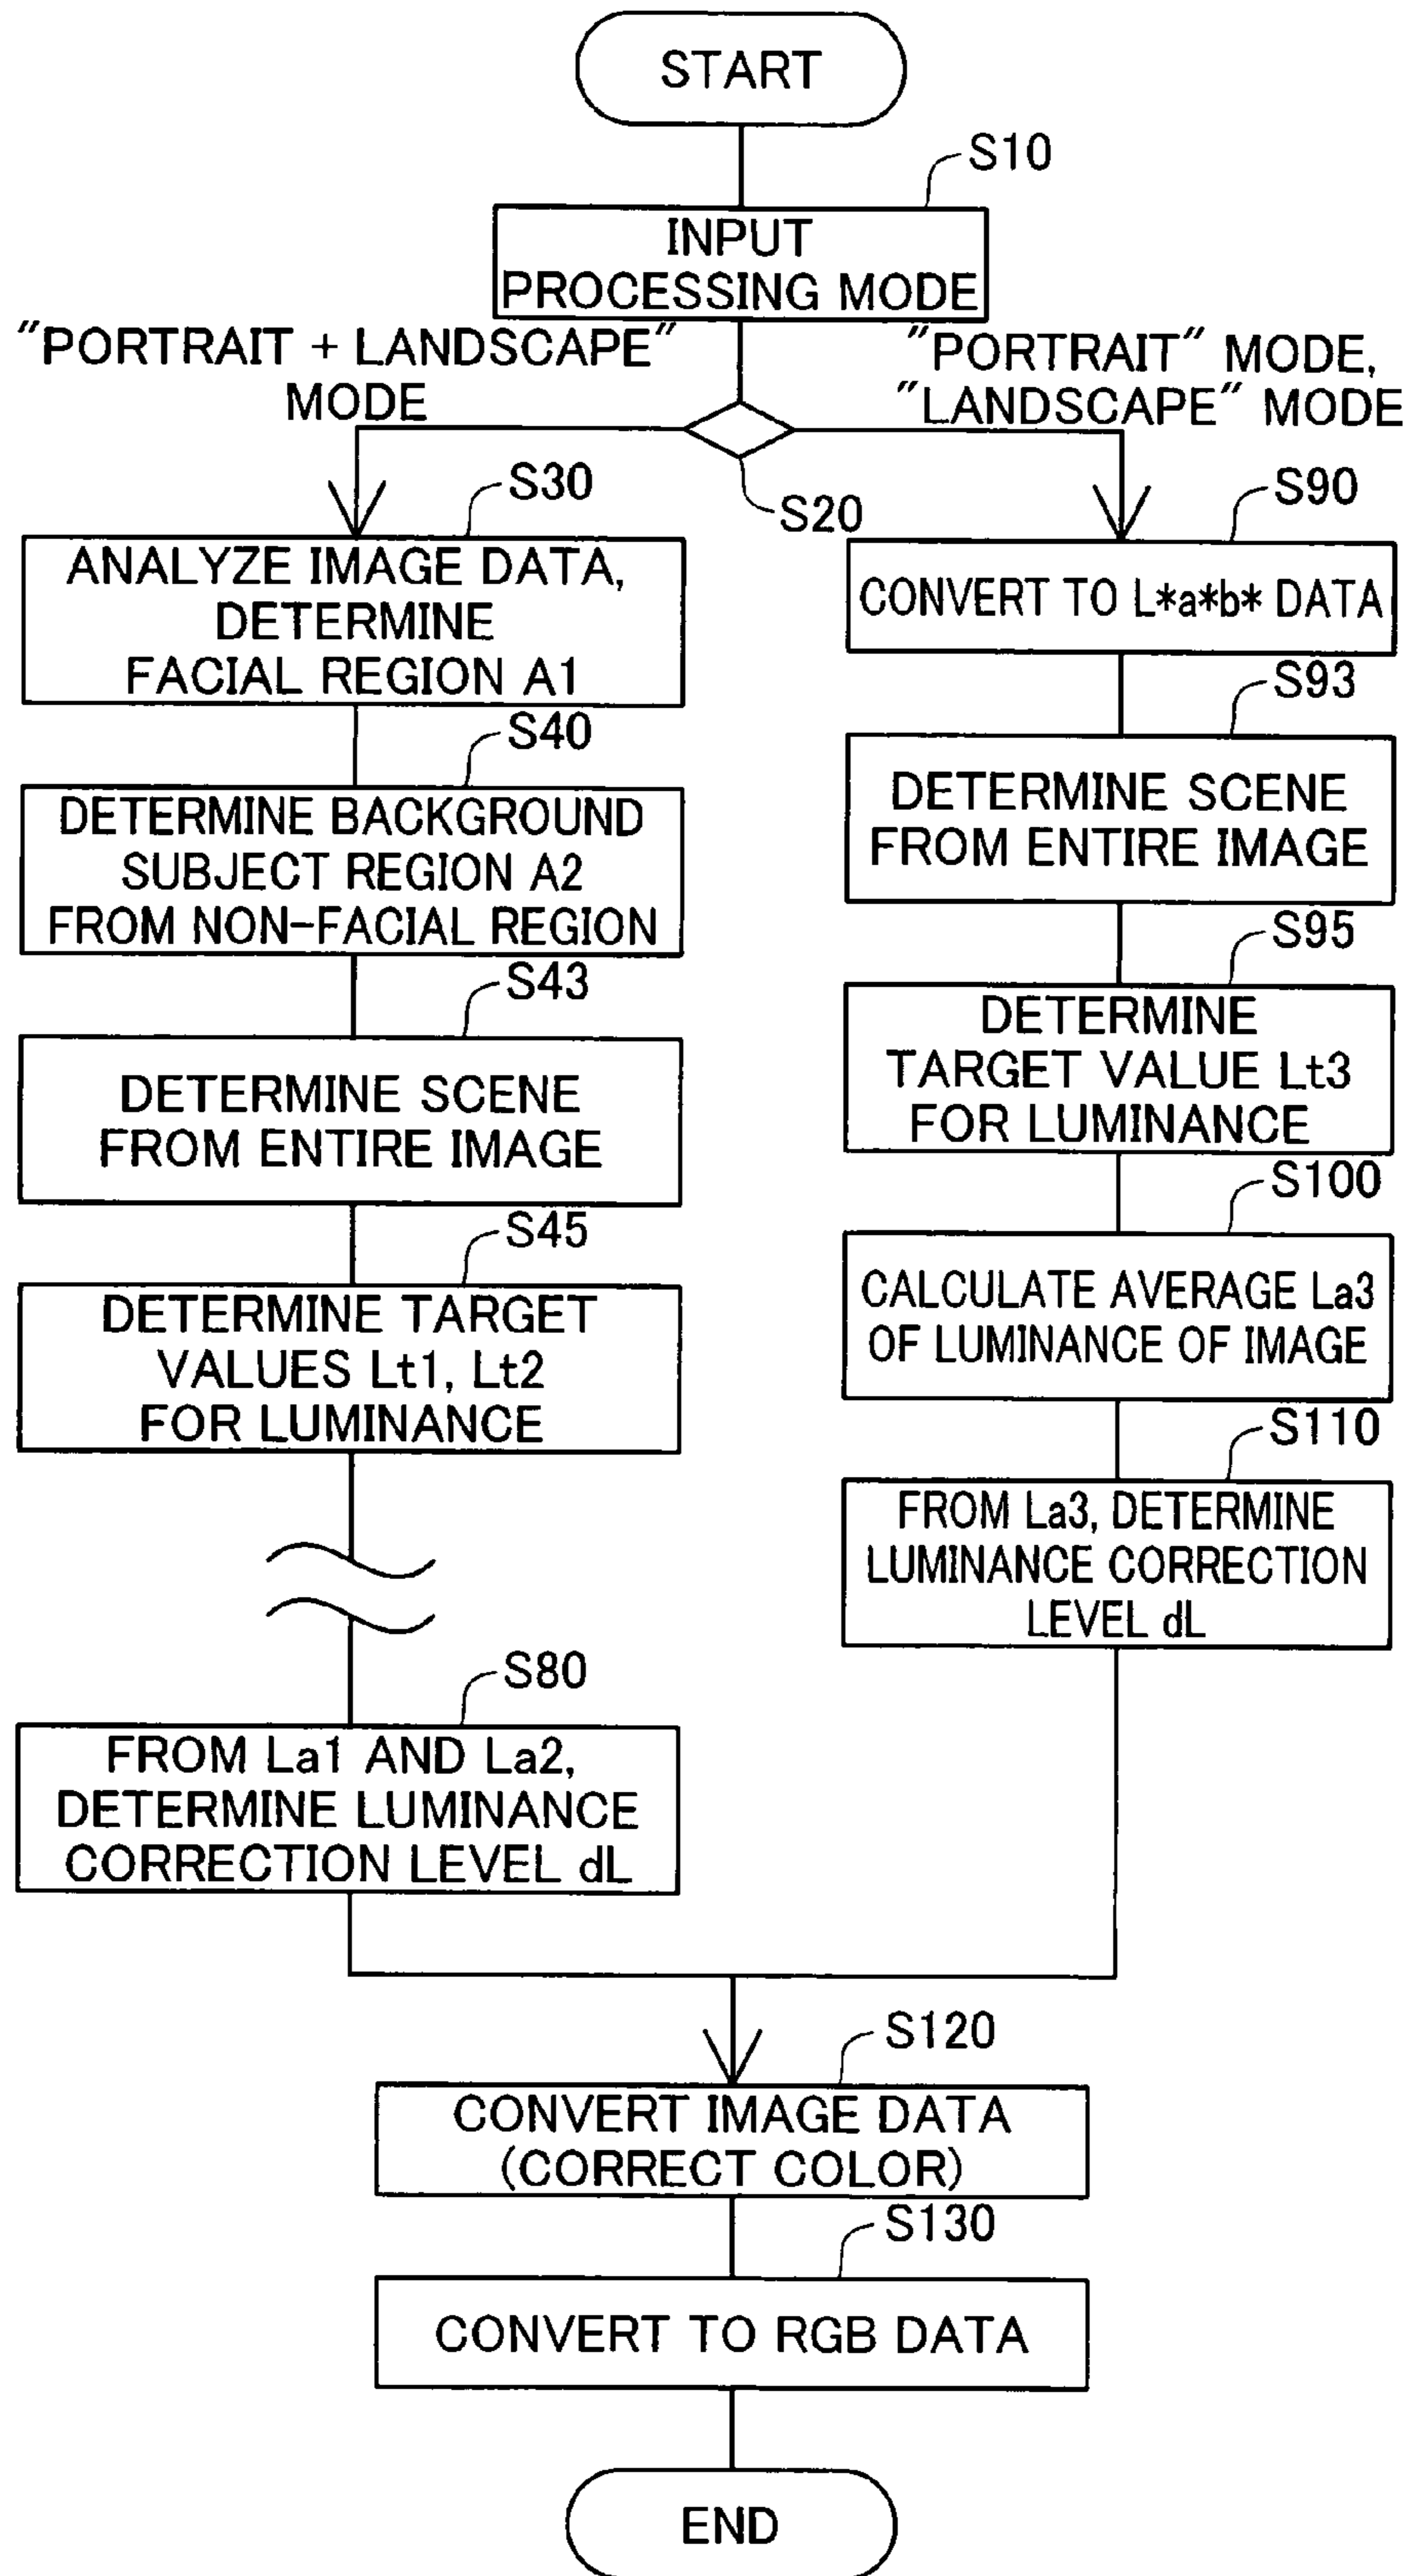 START
S10
INPUT
PROCESSING MODE
"PORTRAIT + LANDSCAPE"
MODE
"PORTRAIT" MODE,
"LANDSCAPE" MODE
S20
S30
ANALYZE IMAGE DATA,
DETERMINE
FACIAL REGION A1
S40
DETERMINE BACKGROUND
SUBJECT REGION A2
FROM NON-FACIAL REGION
S43
DETERMINE SCENE
FROM ENTIRE IMAGE
S45
DETERMINE TARGET
VALUES Lt1, Lt2
FOR LUMINANCE
S80
FROM La1 AND La2,
DETERMINE LUMINANCE
CORRECTION LEVEL dL
S90
CONVERT TO L*a*b* DATA
S93
DETERMINE SCENE
FROM ENTIRE IMAGE
S95
DETERMINE
TARGET VALUE Lt3
FOR LUMINANCE
S100
CALCULATE AVERAGE La3
OF LUMINANCE OF IMAGE
S110
FROM La3, DETERMINE
LUMINANCE CORRECTION
LEVEL dL
S120
CONVERT IMAGE DATA
(CORRECT COLOR)
S130
CONVERT TO RGB DATA
END